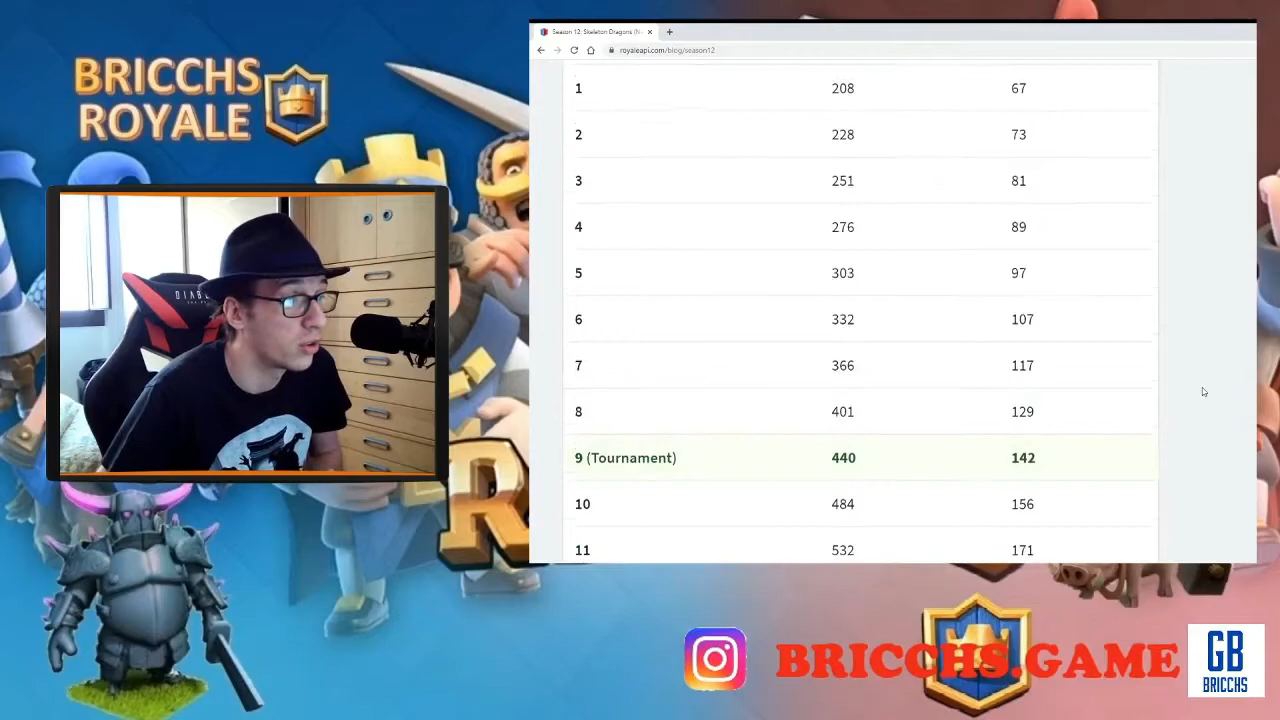 BRICCHS
ROYALE
DIABLO
Season 12: Skeleton Dragons (N
royaleapi.com/blog/season12
1 208 67
2 228 73
3 251 81
4 276 89
5 303 97
6 332 107
7 366 117
8 401 129
9 (Tournament) 440 142
10 484 156
11 532 171
R
BRICCHS.GAME
GB
BRICCHS